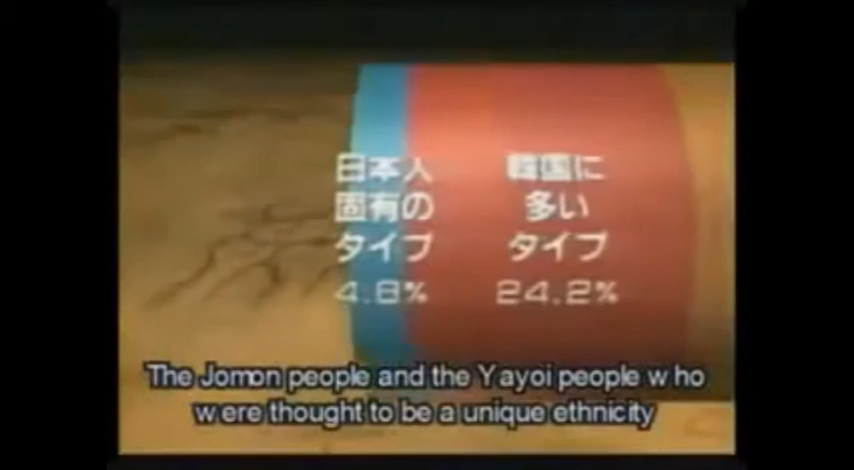 日本人
固有の
タイプ
4.8%
韓国に
多い
タイプ
24.2%
The Jomon people and the Yayoi people who
were thought to be a unique ethnicity